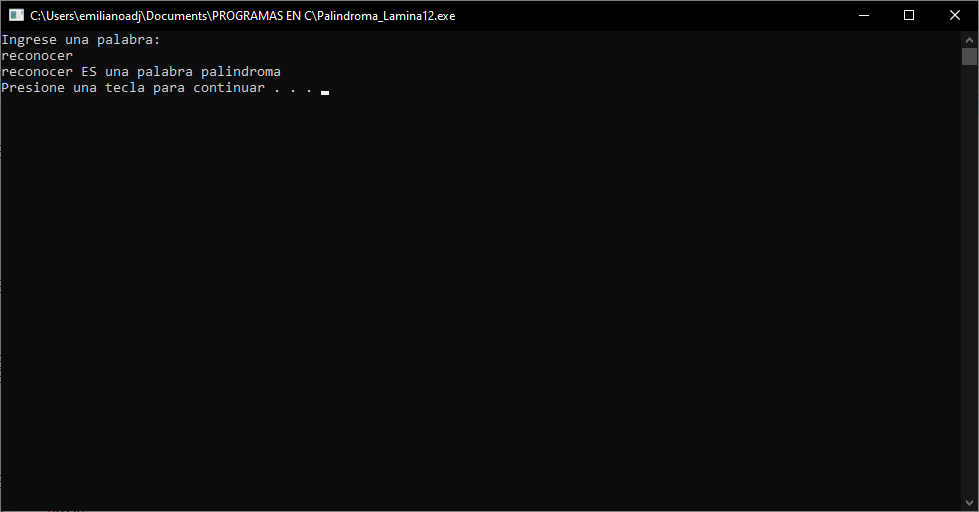 C:\Users\emilianoadj\Documents\PROGRAMAS EN C\Palindroma_Lamina12.exe
Ingrese una palabra:
reconocer
reconocer ES una palabra palindroma
Presione una tecla para continuar . . .